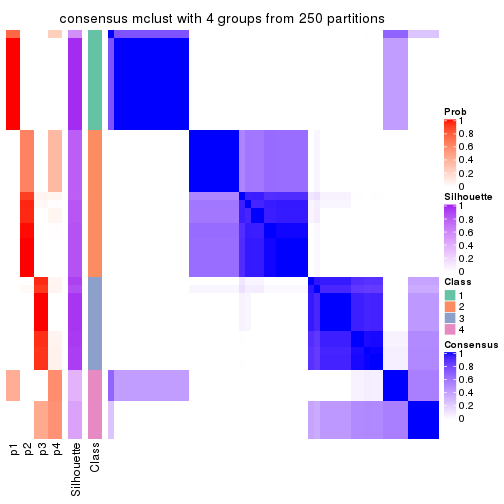 consensus mclust with 4 groups from 250 partitions
Prob
1
0.8
0.6
0.4
0.2
0
Silhouette
1
0.8
0.6
0.4
0.2
0
Class
1
2
3
4
Consensus
1
0.8
0.6
0.4
0.2
0
p1
p2
p3
p4
Silhouette
Class